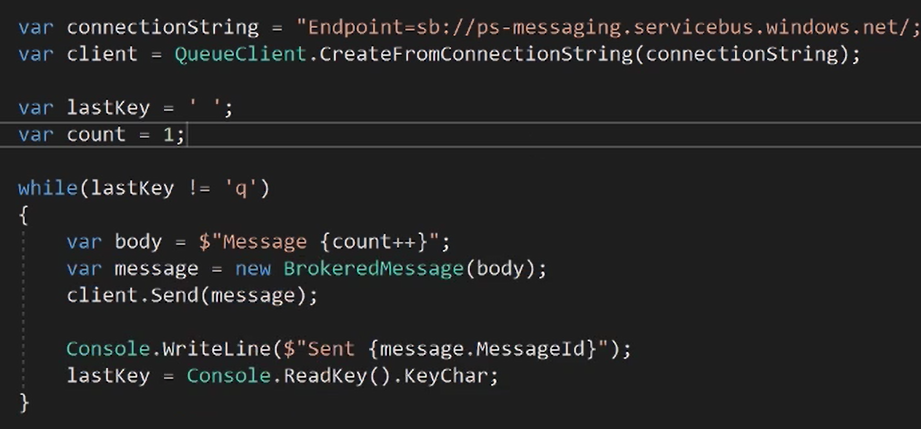 var connectionString = "Endpoint=sb://ps-messaging.servicebus.windows.net/;
var client = QueueClient.CreateFromConnectionString(connectionString);
var lastKey = ' ';
var count = 1;
while(lastKey != 'q')
{
var body = $"Message {count++}";
var message = new BrokeredMessage(body);
client.Send(message);
Console.WriteLine($"Sent {message.MessageId}");
lastKey = Console.ReadKey().KeyChar;
}